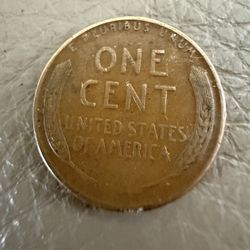 E · PLURIBUS · UNUM
ONE
CENT
UNITED STATES
OF AMERICA